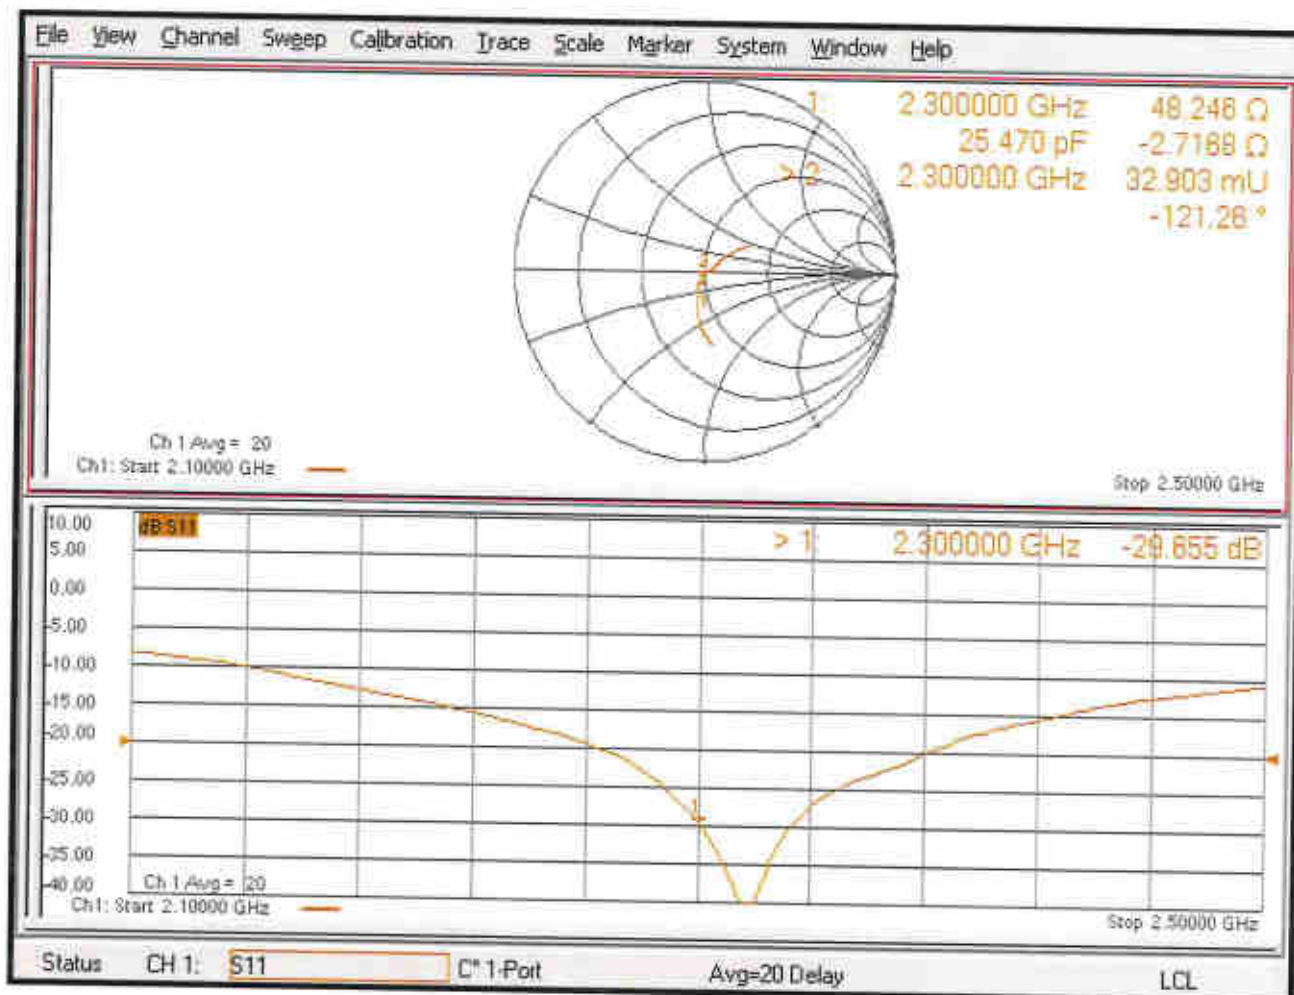 File View Channel Sweep Calibration Trace Scale Marker System Window Help
1: 2.300000 GHz 48.246 Ω
25.470 pF -2.7169 Ω
> 2: 2.300000 GHz 32.903 mU
-121.26 °
2
Ch 1 Avg = 20
Ch1: Start 2.10000 GHz
Stop 2.50000 GHz
10.00
dB S11
> 1: 2.300000 GHz -29.655 dB
5.00
0.00
-5.00
-10.00
-15.00
-20.00
-25.00
-30.00
1
-35.00
-40.00
Ch 1 Avg = 20
Ch1: Start 2.10000 GHz
Stop 2.50000 GHz
Status CH 1: S11 C* 1-Port Avg=20 Delay LCL